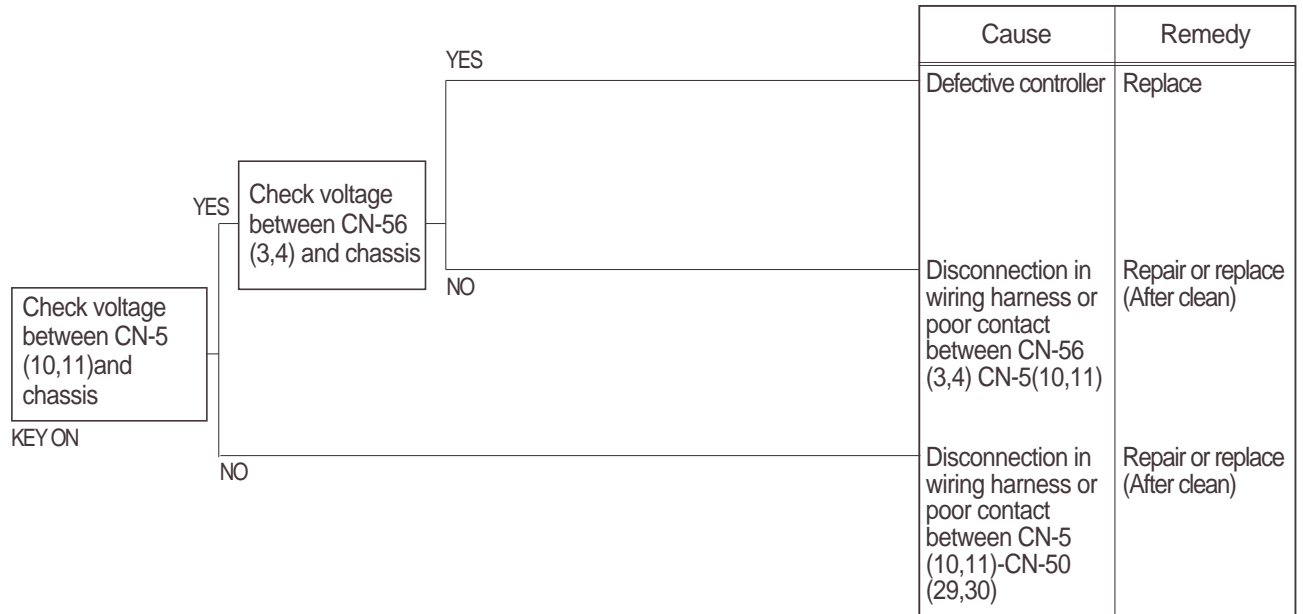 Cause
Remedy
YES
Defective controller
Replace
YES
Check voltage
between CN-56
(3,4) and chassis
NO
Disconnection in
wiring harness or
poor contact
between CN-56
(3,4) CN-5(10,11)
Repair or replace
(After clean)
Check voltage
between CN-5
(10,11)and
chassis
KEY ON
NO
Disconnection in
wiring harness or
poor contact
between CN-5
(10,11)-CN-50
(29,30)
Repair or replace
(After clean)